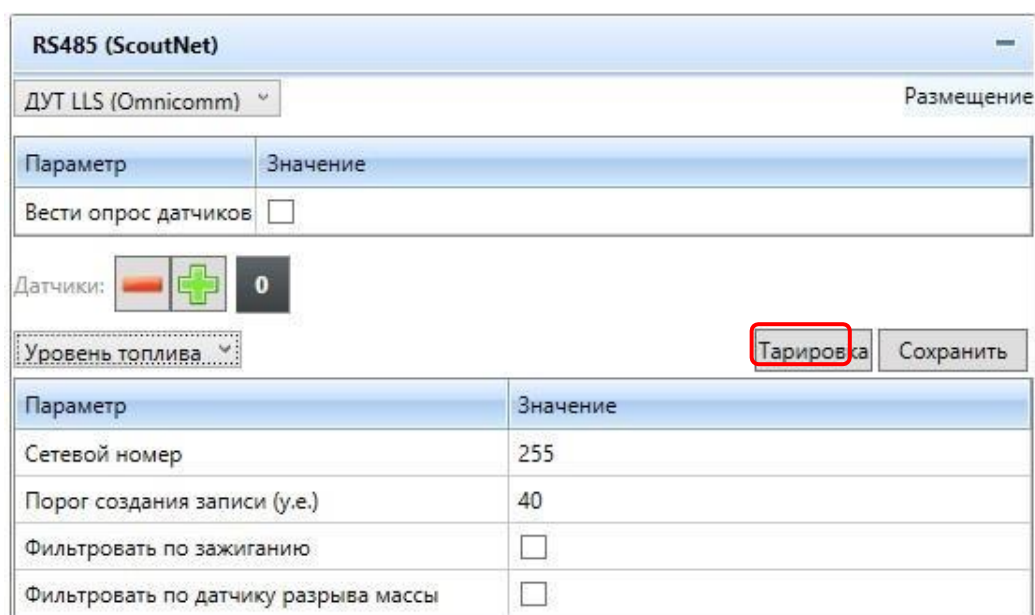 RS485 (ScoutNet)
ДУТ LLS (Omnicomm) Размещение
Параметр Значение
Вести опрос датчиков
Датчики: 0
Уровень топлива Тарировка Сохранить
Параметр Значение
Сетевой номер 255
Порог создания записи (у.е.) 40
Фильтровать по зажиганию
Фильтровать по датчику разрыва массы